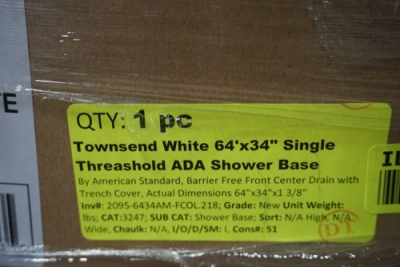 TE
QTY: 1 pc
Townsend White 64'x34" Single
Threashold ADA Shower Base
By American Standard, Barrier Free Front Center Drain with
Trench Cover, Actual Dimensions 64"x34"x1 3/8"
Inv#: 2095-6434AM-FCOL.218; Grade: New Unit Weight:
lbs; CAT:3247; SUB CAT: Shower Base; Sort: N/A High, N/A
Wide, Chaulk: N/A, I/O/D/SM: I, Cons#: 51